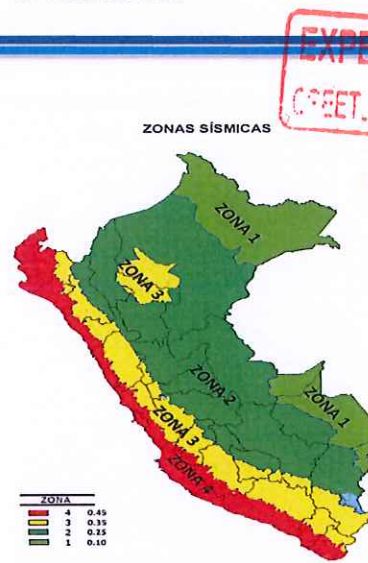 EXPE
ZONAS SÍSMICAS
ZONA 1
ZONA 3
ZONA 2
ZONA 1
ZONA 3
ZONA 4
ZONA
4 0.45
3 0.35
2 0.25
1 0.10